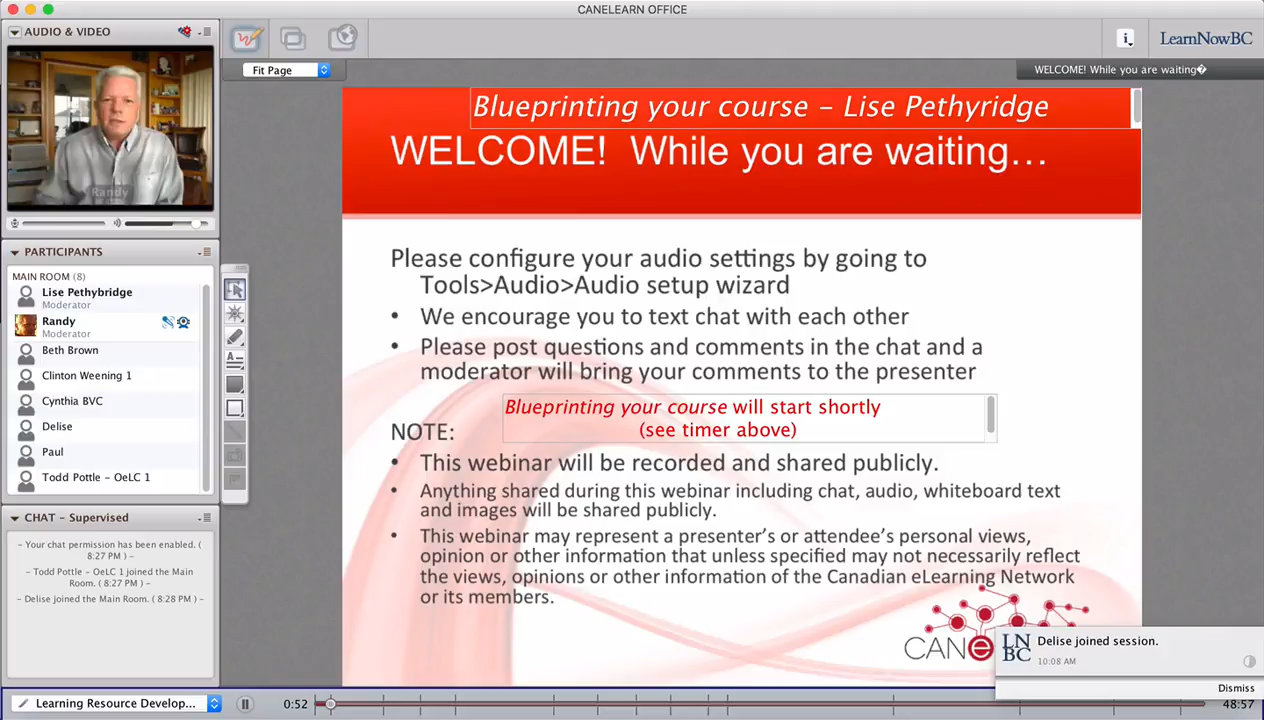 CANELEARN OFFICE
AUDIO & VIDEO
LearnNowBC
Fit Page
WELCOME! While you are waiting�
Randy
Blueprinting your course – Lise Pethyridge
WELCOME! While you are waiting…
PARTICIPANTS
MAIN ROOM (8)
Lise Pethybridge
Moderator
Randy
Moderator
Beth Brown
Clinton Weening 1
Cynthia BVC
Delise
Paul
Todd Pottle - OeLC 1
Please configure your audio settings by going to
Tools>Audio>Audio setup wizard
• We encourage you to text chat with each other
• Please post questions and comments in the chat and a
moderator will bring your comments to the presenter
Blueprinting your course will start shortly
(see timer above)
NOTE:
• This webinar will be recorded and shared publicly.
• Anything shared during this webinar including chat, audio, whiteboard text
and images will be shared publicly.
• This webinar may represent a presenter's or attendee's personal views,
opinion or other information that unless specified may not necessarily reflect
the views, opinions or other information of the Canadian eLearning Network
or its members.
CHAT - Supervised
- Your chat permission has been enabled. (
8:27 PM ) -
- Todd Pottle - OeLC 1 joined the Main
Room. ( 8:27 PM ) -
- Delise joined the Main Room. ( 8:28 PM ) -
CANe
LN
BC
Delise joined session.
10:08 AM
Dismiss
Learning Resource Develop...
0:52
48:57